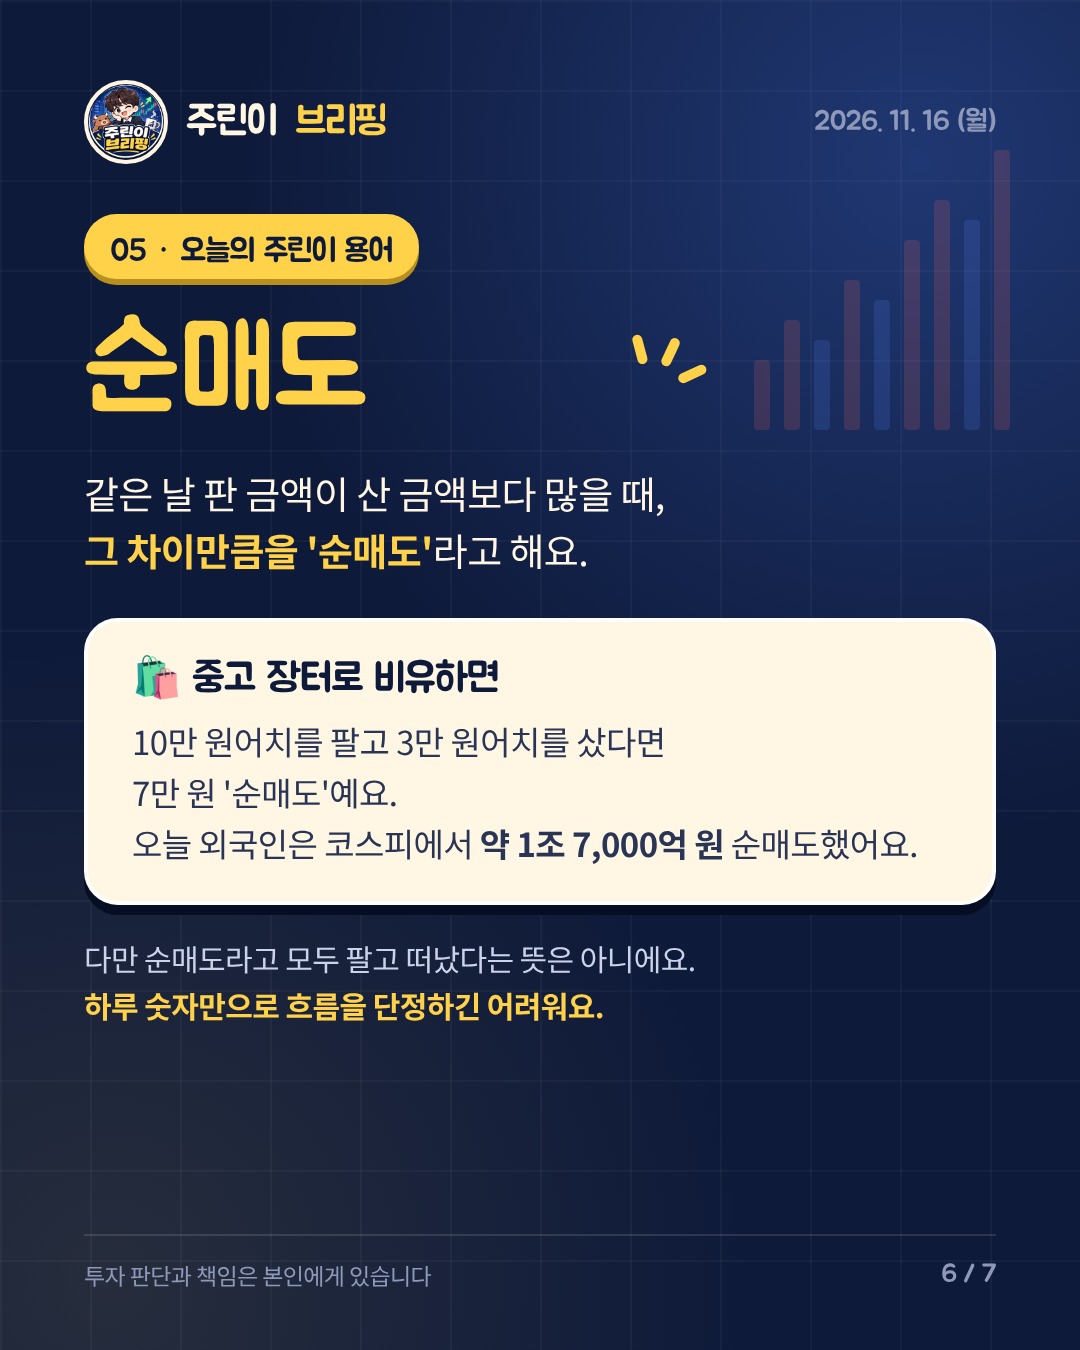 주린이 브리핑
주린이 브리핑
2026. 11. 16 (월)
05 · 오늘의 주린이 용어
순매도
같은 날 판 금액이 산 금액보다 많을 때,
그 차이만큼을 '순매도'라고 해요.
중고 장터로 비유하면
10만 원어치를 팔고 3만 원어치를 샀다면
7만 원 '순매도'예요.
오늘 외국인은 코스피에서 약 1조 7,000억 원 순매도했어요.
다만 순매도라고 모두 팔고 떠났다는 뜻은 아니에요.
하루 숫자만으로 흐름을 단정하긴 어려워요.
투자 판단과 책임은 본인에게 있습니다
6 / 7